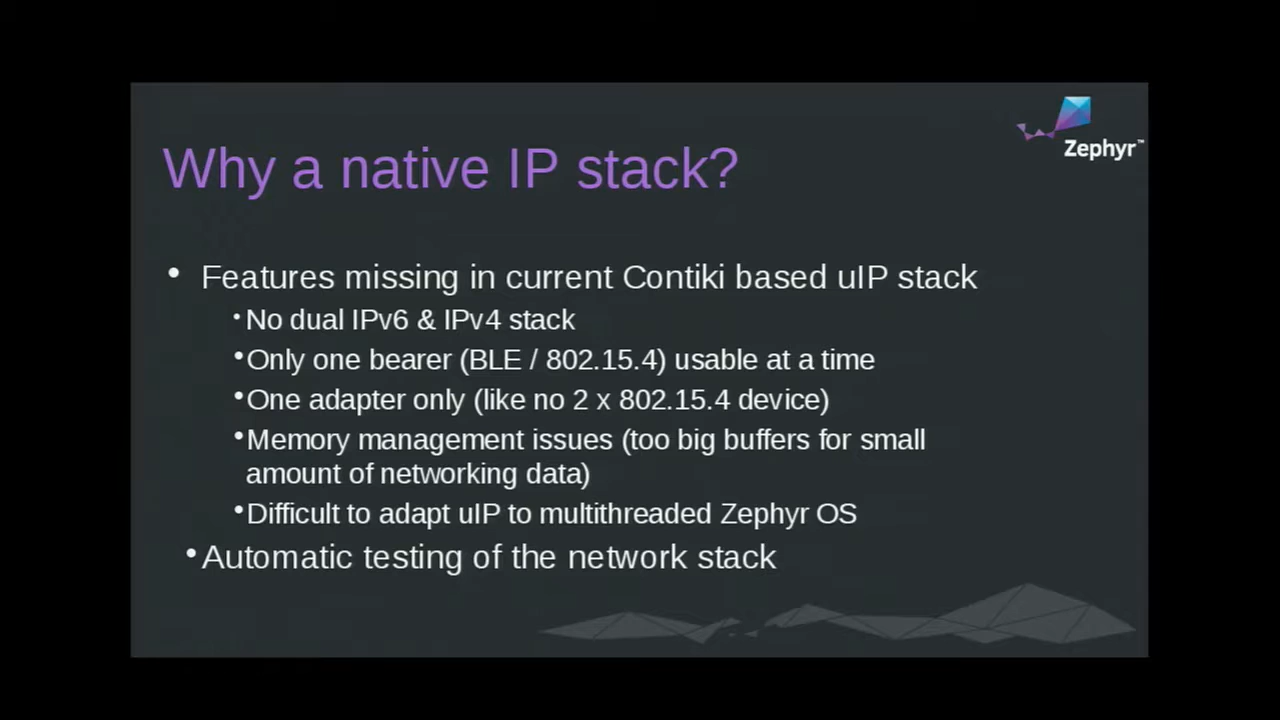 Zephyr™
Why a native IP stack?
• Features missing in current Contiki based uIP stack
•No dual IPv6 & IPv4 stack
•Only one bearer (BLE / 802.15.4) usable at a time
•One adapter only (like no 2 x 802.15.4 device)
•Memory management issues (too big buffers for small
amount of networking data)
•Difficult to adapt uIP to multithreaded Zephyr OS
•Automatic testing of the network stack